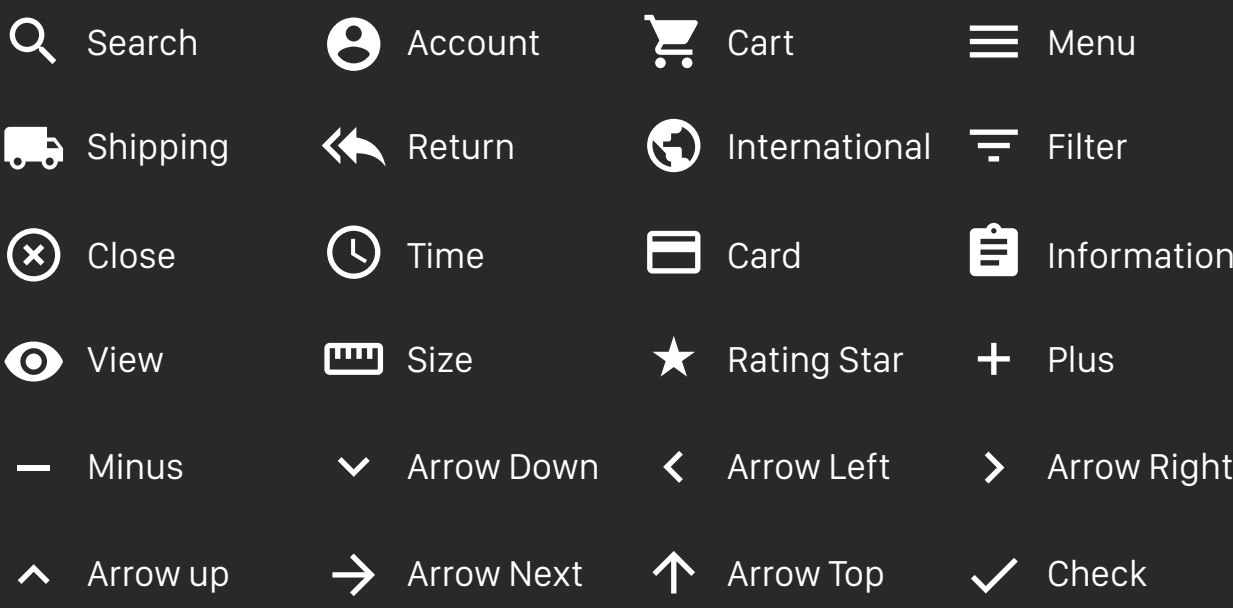 Search
Account
Cart
Menu
Shipping
Return
International
Filter
Close
Time
Card
Information
View
Size
Rating Star
Plus
Minus
Arrow Down
Arrow Left
Arrow Right
Arrow up
Arrow Next
Arrow Top
Check